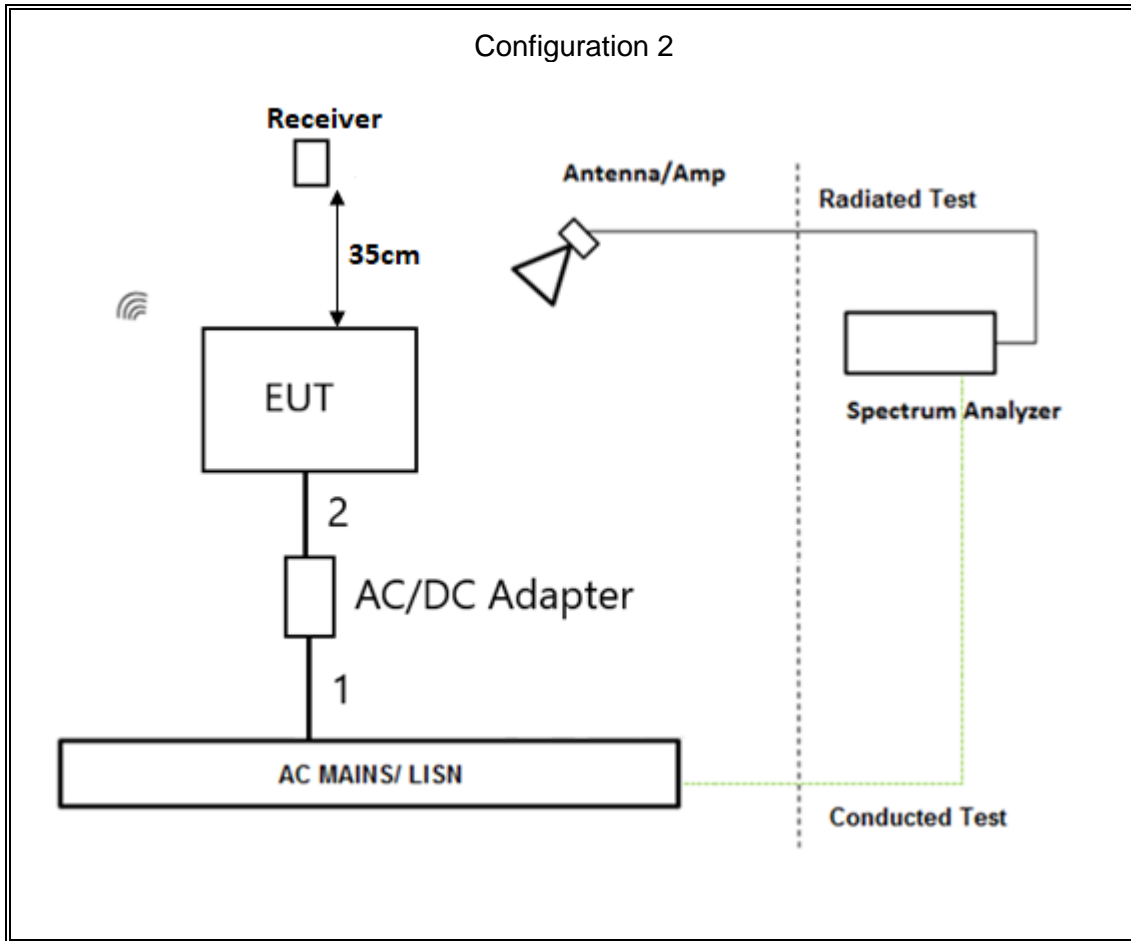 Configuration 2
Receiver
Antenna/Amp
Radiated Test
35cm
EUT
Spectrum Analyzer
2
AC/DC Adapter
1
AC MAINS/ LISN
Conducted Test